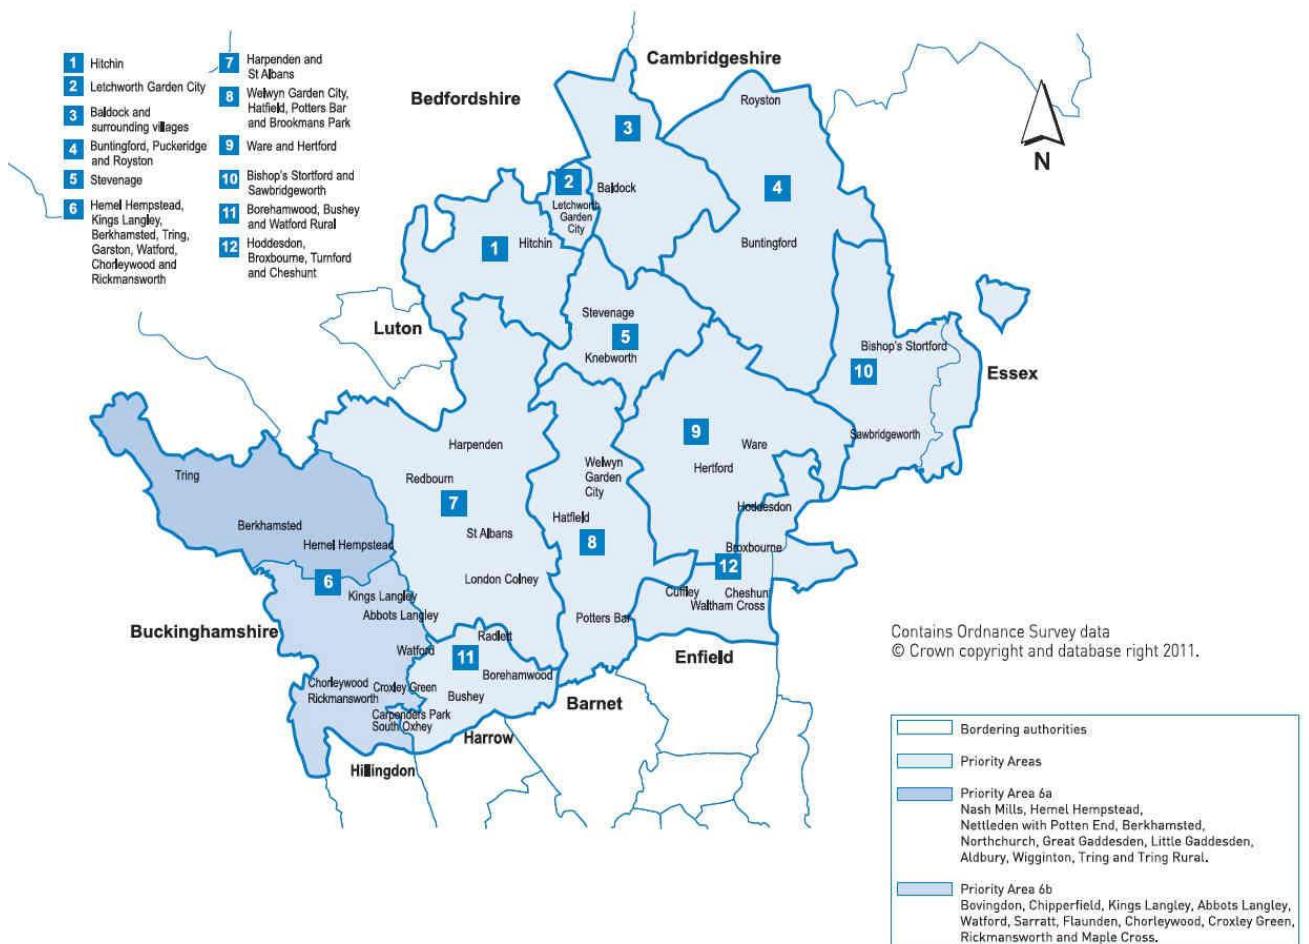 1 Hitchin
2 Letchworth Garden City
3 Baldock and
surrounding villages
4 Buntingford, Puckeridge
and Royston
5 Stevenage
6 Hemel Hempstead,
Kings Langley,
Berkhamsted, Tring,
Garston, Watford,
Chorleywood and
Rickmansworth
7 Harpenden and
St Albans
8 Welwyn Garden City,
Hatfield, Potters Bar
and Brookmans Park
9 Ware and Hertford
10 Bishop's Stortford and
Sawbridgeworth
11 Borehamwood, Bushey
and Watford Rural
12 Hoddesdon,
Broxbourne, Turnford
and Cheshunt
Cambridgeshire
Bedfordshire
Royston
N
3
2
Baldock
4
Letchworth
Garden
City
Hitchin
1
Buntingford
Stevenage
Luton
5
Knebworth
Bishop's Stortford
10
Essex
9
Harpenden
Ware
Sawbridgeworth
Hertford
Welwyn
Garden
City
Tring
Redbourn
7
Hoddesdon
Hatfield
Berkhamsted
St Albans
8
Hemel Hempstead
Broxbourne
12
London Colney
6
Kings Langley
Cuffley
Cheshunt
Waltham Cross
Abbots Langley
Potters Bar
Buckinghamshire
Radlett
Watford
11
Enfield
Borehamwood
Chorleywood
Croxley Green
Rickmansworth
Bushey
Barnet
Carpenders Park
South Oxhey
Harrow
Hillingdon
Contains Ordnance Survey data
© Crown copyright and database right 2011.
Bordering authorities
Priority Areas
Priority Area 6a
Nash Mills, Hemel Hempstead,
Nettleden with Potten End, Berkhamsted,
Northchurch, Great Gaddesden, Little Gaddesden,
Aldbury, Wigginton, Tring and Tring Rural.
Priority Area 6b
Bovingdon, Chipperfield, Kings Langley, Abbots Langley,
Watford, Sarratt, Flaunden, Chorleywood, Croxley Green,
Rickmansworth and Maple Cross.